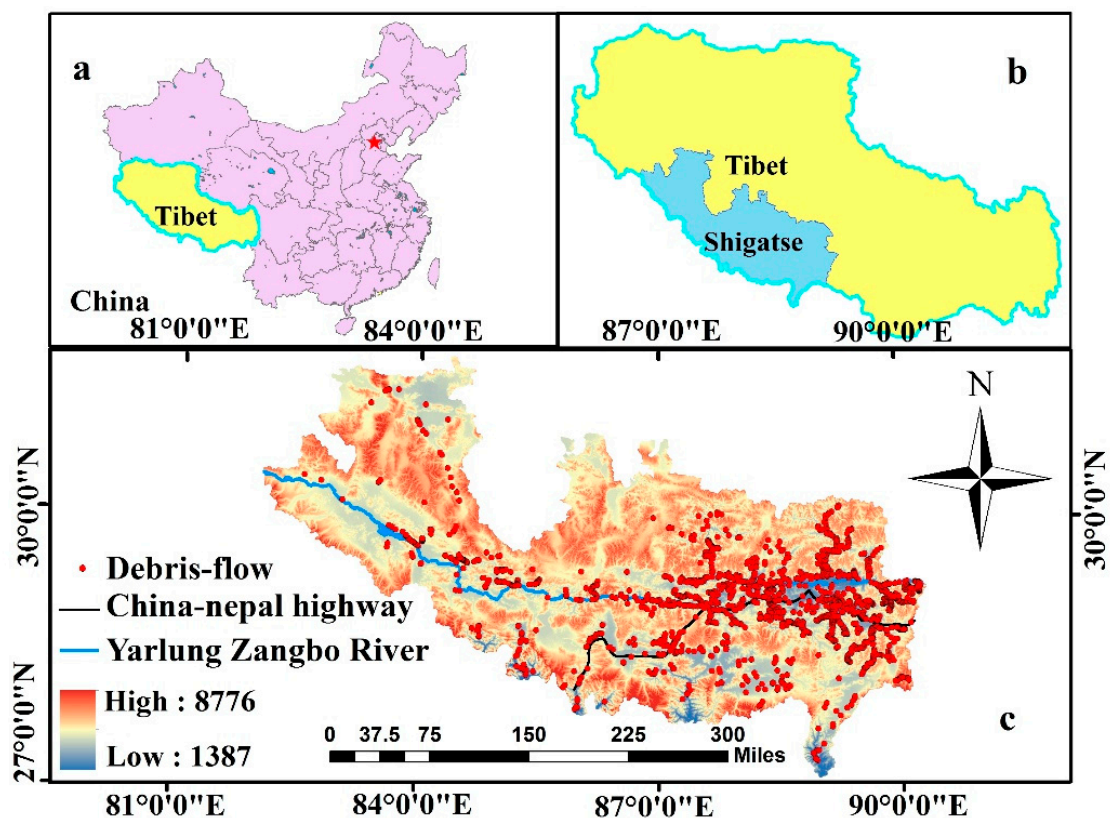 a
Tibet
China
b
Tibet
Shigatse
81°0'0"E
84°0'0"E
87°0'0"E
90°0'0"E
N
30°0'0"N
30°0'0"N
Debris-flow
China-nepal highway
Yarlung Zangbo River
High : 8776
Low : 1387
27°0'0"N
0 37.5 75 150 225 300
Miles
c
81°0'0"E
84°0'0"E
87°0'0"E
90°0'0"E